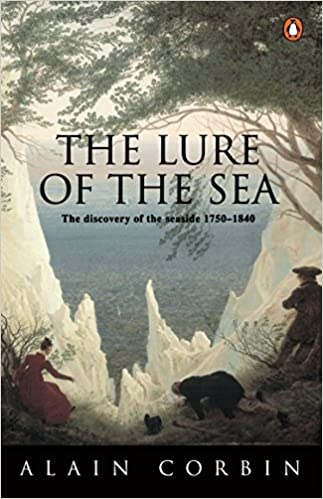 THE LURE
OF THE SEA
The discovery of the seaside 1750–1840
ALAIN CORBIN